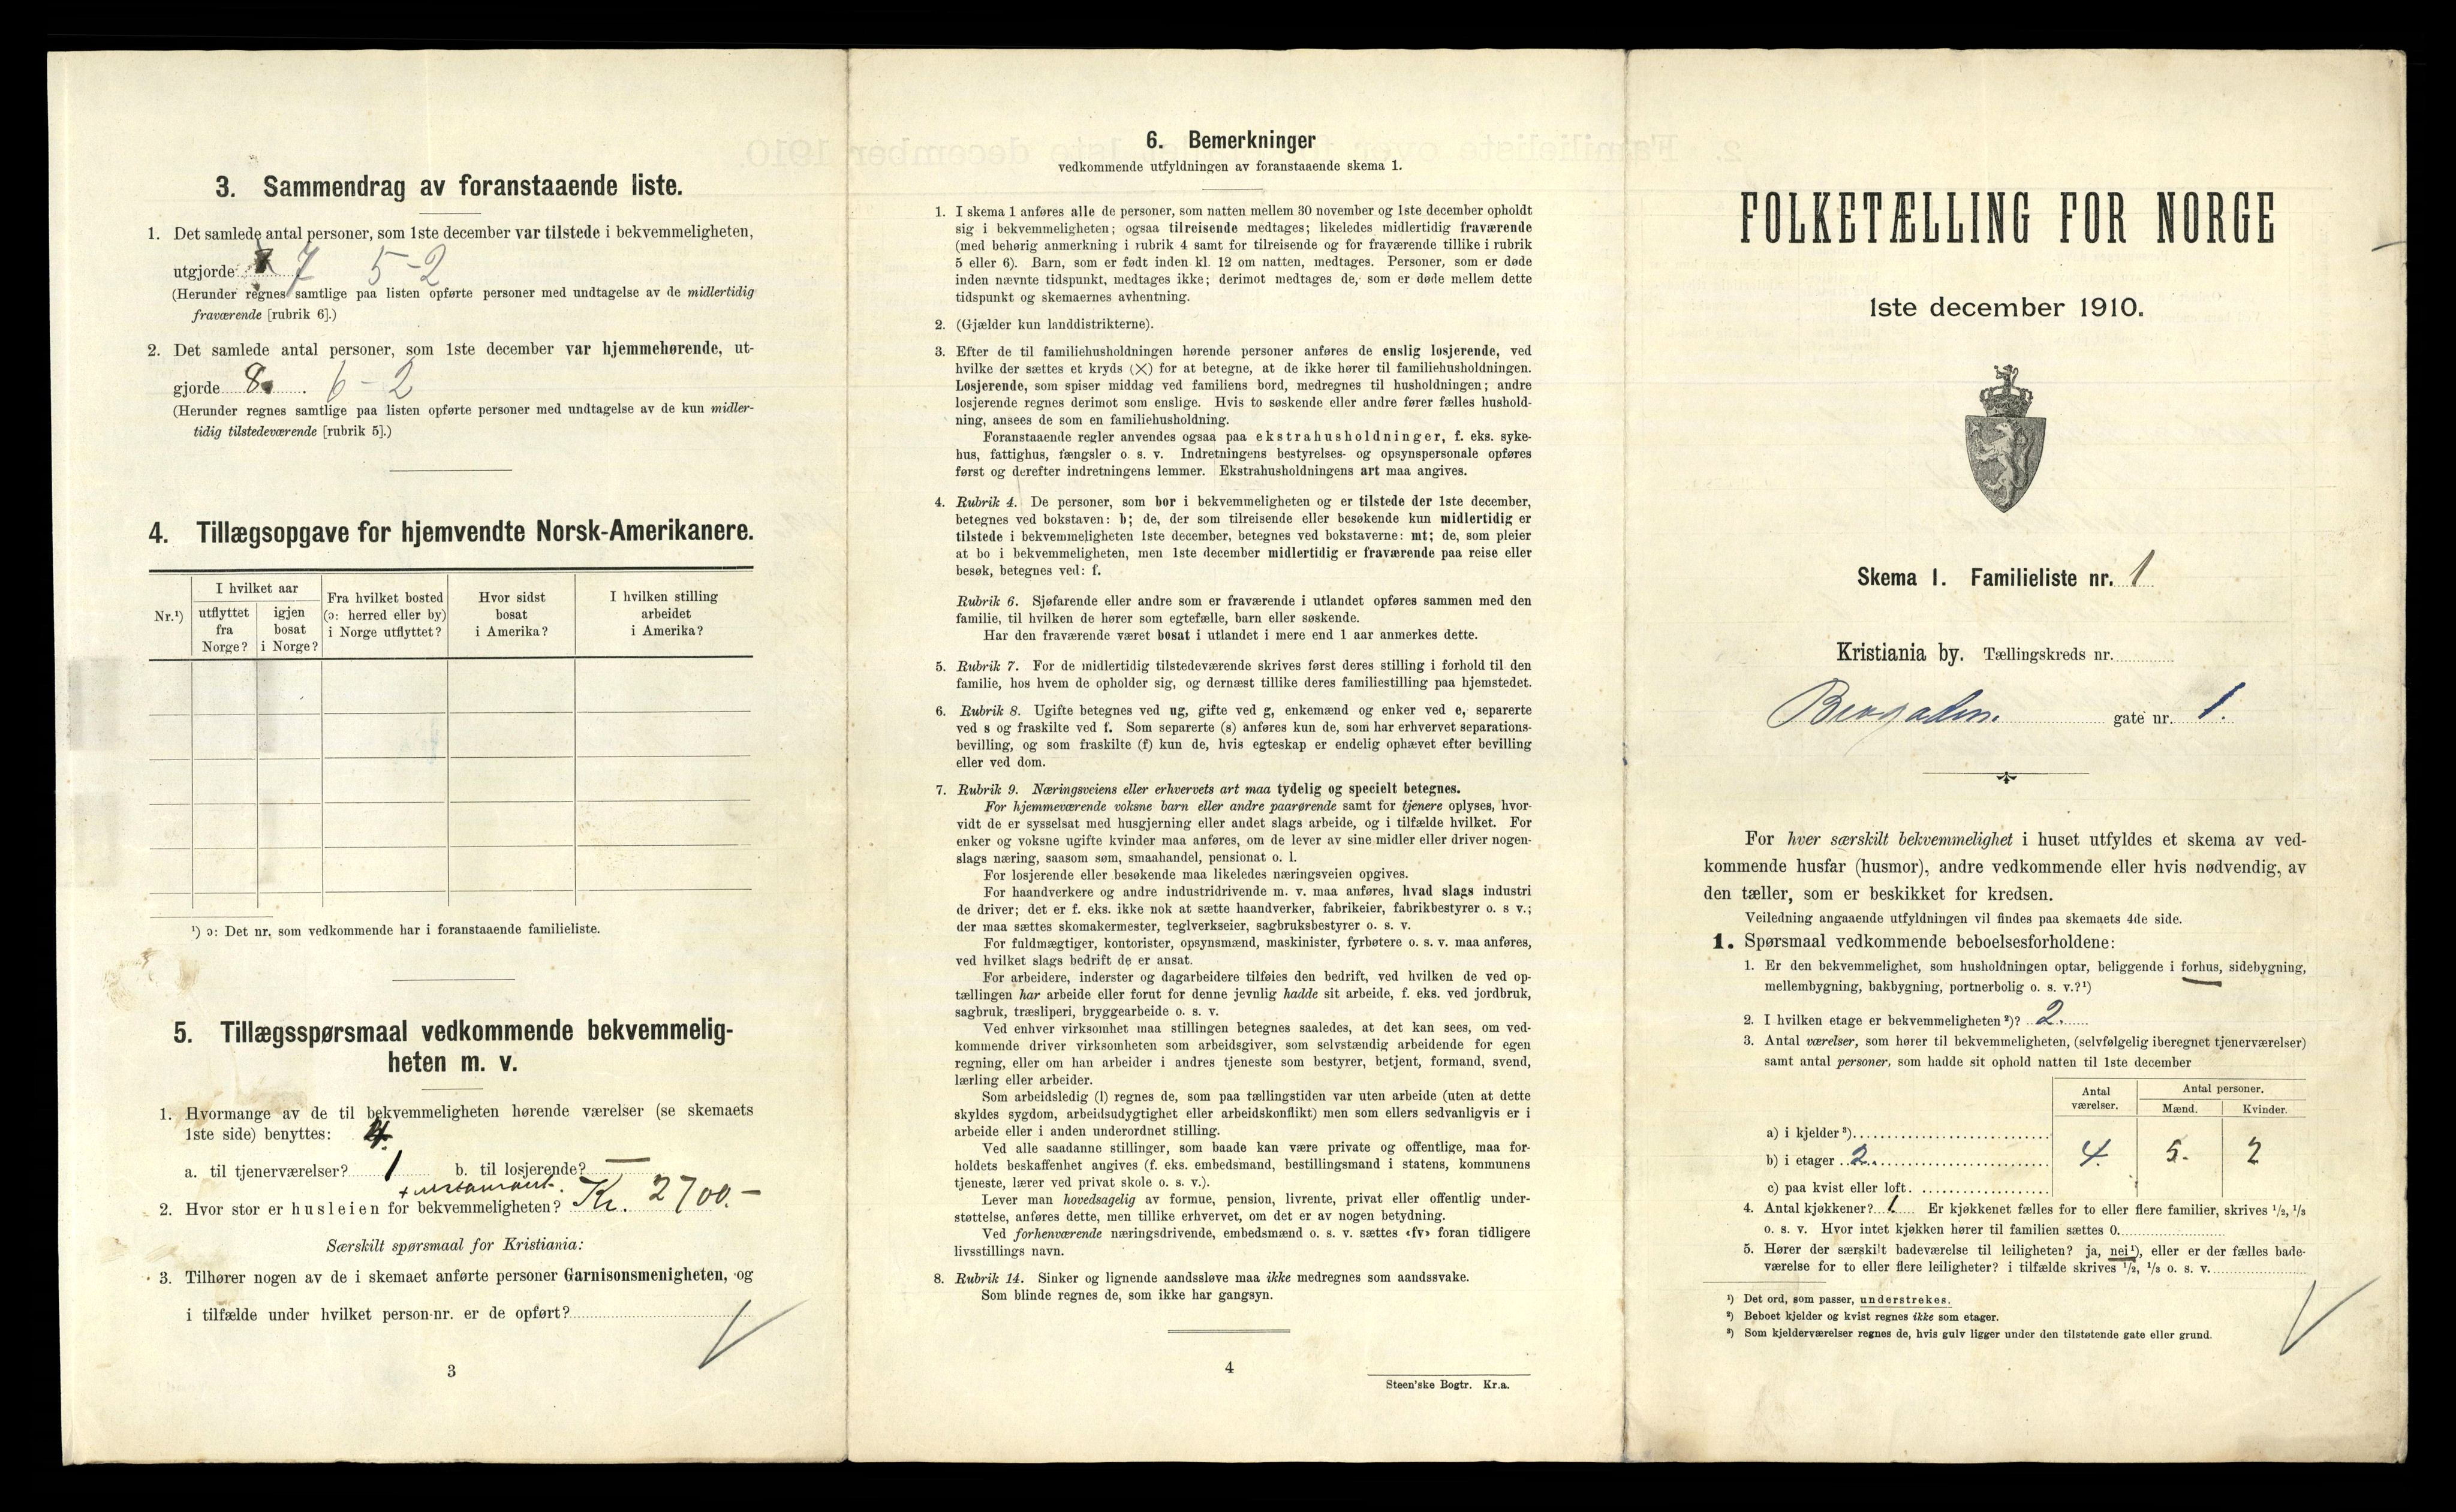 3. Sammendrag av foranstaaende liste.
1. Det samlede antal personer, som 1ste december var tilstede i bekvemmeligheten,
utgjorde 7 5-2
(Herunder regnes samtlige paa listen opførte personer med undtagelse av de midlertidig
fraværende [rubrik 6].)
2. Det samlede antal personer, som 1ste december var hjemmehørende, ut-
gjorde 8. 6-2
(Herunder regnes samtlige paa listen opførte personer med undtagelse av de kun midler-
tidig tilstedeværende [rubrik 5].)
4. Tillægsopgave for hjemvendte Norsk-Amerikanere.
Nr.¹)
I hvilket aar
utflyttet
fra
Norge?
igjen
bosat
i Norge?
Fra hvilket bosted
(ɔ: herred eller by)
i Norge utflyttet?
Hvor sidst
bosat
i Amerika?
I hvilken stilling
arbeidet
i Amerika?
¹) ɔ: Det nr. som vedkommende har i foranstaaende familieliste.
5. Tillægsspørsmaal vedkommende bekvemmelig-
heten m. v.
1. Hvormange av de til bekvemmeligheten hørende værelser (se skemaets
1ste side) benyttes: 4.
a. til tjenerværelser? 1 b. til losjerende? —
+ restaurant.
2. Hvor stor er husleien for bekvemmeligheten? Kr. 2700.—
Særskilt spørsmaal for Kristiania:
3. Tilhører nogen av de i skemaet anførte personer Garnisonsmenigheten, og
i tilfælde under hvilket person-nr. er de opført?
3
6. Bemerkninger
vedkommende utfyldningen av foranstaaende skema 1.
1. I skema 1 anføres alle de personer, som natten mellem 30 november og 1ste december opholdt
sig i bekvemmeligheten; ogsaa tilreisende medtages; likeledes midlertidig fraværende
(med behørig anmerkning i rubrik 4 samt for tilreisende og for fraværende tillike i rubrik
5 eller 6). Barn, som er født inden kl. 12 om natten, medtages. Personer, som er døde
inden nævnte tidspunkt, medtages ikke; derimot medtages de, som er døde mellem dette
tidspunkt og skemaernes avhentning.
2. (Gjælder kun landdistrikterne).
3. Efter de til familiehusholdningen hørende personer anføres de enslig losjerende, ved
hvilke der sættes et kryds (×) for at betegne, at de ikke hører til familiehusholdningen.
Losjerende, som spiser middag ved familiens bord, medregnes til husholdningen; andre
losjerende regnes derimot som enslige. Hvis to søskende eller andre fører fælles hushold-
ning, ansees de som en familiehusholdning.
Foranstaaende regler anvendes ogsaa paa ekstrahusholdninger, f. eks. syke-
hus, fattighus, fængsler o. s. v. Indretningens bestyrelses- og opsynspersonale opføres
først og derefter indretningens lemmer. Ekstrahusholdningens art maa angives.
4. Rubrik 4. De personer, som bor i bekvemmeligheten og er tilstede der 1ste december,
betegnes ved bokstaven: b; de, der som tilreisende eller besøkende kun midlertidig er
tilstede i bekvemmeligheten 1ste december, betegnes ved bokstaverne: mt; de, som pleier
at bo i bekvemmeligheten, men 1ste december midlertidig er fraværende paa reise eller
besøk, betegnes ved: f.
Rubrik 6. Sjøfarende eller andre som er fraværende i utlandet opføres sammen med den
familie, til hvilken de hører som egtefælle, barn eller søskende.
Har den fraværende været bosat i utlandet i mere end 1 aar anmerkes dette.
5. Rubrik 7. For de midlertidig tilstedeværende skrives først deres stilling i forhold til den
familie, hos hvem de opholder sig, og dernæst tillike deres familiestilling paa hjemstedet.
6. Rubrik 8. Ugifte betegnes ved ug, gifte ved g, enkemænd og enker ved e, separerte
ved s og fraskilte ved f. Som separerte (s) anføres kun de, som har erhvervet separations-
bevilling, og som fraskilte (f) kun de, hvis egteskap er endelig ophævet efter bevilling
eller ved dom.
7. Rubrik 9. Næringsveiens eller erhvervets art maa tydelig og specielt betegnes.
For hjemmeværende voksne barn eller andre paarørende samt for tjenere oplyses, hvor-
vidt de er sysselsat med husgjerning eller andet slags arbeide, og i tilfælde hvilket. For
enker og voksne ugifte kvinder maa anføres, om de lever av sine midler eller driver nogen-
slags næring, saasom søm, smaahandel, pensionat o. l.
For losjerende eller besøkende maa likeledes næringsveien opgives.
For haandverkere og andre industridrivende m. v. maa anføres, hvad slags industri
de driver; det er f. eks. ikke nok at sætte haandverker, fabrikeier, fabrikbestyrer o. s v.;
der maa sættes skomakermester, teglverkseier, sagbruksbestyrer o. s. v.
For fuldmægtiger, kontorister, opsynsmænd, maskinister, fyrbøtere o. s. v. maa anføres,
ved hvilket slags bedrift de er ansat.
For arbeidere, inderster og dagarbeidere tilføies den bedrift, ved hvilken de ved op-
tællingen har arbeide eller forut for denne jevnlig hadde sit arbeide, f. eks. ved jordbruk,
sagbruk, træsliperi, bryggearbeide o. s. v.
Ved enhver virksomhet maa stillingen betegnes saaledes, at det kan sees, om ved-
kommende driver virksomheten som arbeidsgiver, som selvstændig arbeidende for egen
regning, eller om han arbeider i andres tjeneste som bestyrer, betjent, formand, svend,
lærling eller arbeider.
Som arbeidsledig (l) regnes de, som paa tællingstiden var uten arbeide (uten at dette
skyldes sygdom, arbeidsudygtighet eller arbeidskonflikt) men som ellers sedvanligvis er i
arbeide eller i anden underordnet stilling.
Ved alle saadanne stillinger, som baade kan være private og offentlige, maa for-
holdets beskaffenhet angives (f. eks. embedsmand, bestillingsmand i statens, kommunens
tjeneste, lærer ved privat skole o. s. v.).
Lever man hovedsagelig av formue, pension, livrente, privat eller offentlig under-
støttelse, anføres dette, men tillike erhvervet, om det er av nogen betydning.
Ved forhenværende næringsdrivende, embedsmænd o. s. v. sættes «fv» foran tidligere
livsstillings navn.
8. Rubrik 14. Sinker og lignende aandssløve maa ikke medregnes som aandssvake.
Som blinde regnes de, som ikke har gangsyn.
4
Steen'ske Bogtr. Kr.a.
FOLKETÆLLING FOR NORGE
1ste december 1910.
Skema 1. Familieliste nr. 1
Kristiania by. Tællingskreds nr.
gate nr. 1.
For hver særskilt bekvemmelighet i huset utfyldes et skema av ved-
kommende husfar (husmor), andre vedkommende eller hvis nødvendig, av
den tæller, som er beskikket for kredsen.
Veiledning angaaende utfyldningen vil findes paa skemaets 4de side.
1. Spørsmaal vedkommende beboelsesforholdene:
1. Er den bekvemmelighet, som husholdningen optar, beliggende i forhus, sidebygning,
mellembygning, bakbygning, portnerbolig o. s. v.?¹)
2. I hvilken etage er bekvemmeligheten²)? 2.
3. Antal værelser, som hører til bekvemmeligheten, (selvfølgelig iberegnet tjenerværelser)
samt antal personer, som hadde sit ophold natten til 1ste december
Antal
værelser.
Antal personer.
Mænd. Kvinder.
a) i kjelder³)
b) i etager 2. 4. 5. 2
c) paa kvist eller loft.
4. Antal kjøkkener? 1 Er kjøkkenet fælles for to eller flere familier, skrives ¹/₂, ¹/₃
o. s. v. Hvor intet kjøkken hører til familien sættes 0.
5. Hører der særskilt badeværelse til leiligheten? ja, nei¹), eller er der fælles bade-
værelse for to eller flere leiligheter? i tilfælde skrives ¹/₂, ¹/₃ o. s. v.
¹) Det ord, som passer, understrekes.
²) Beboet kjelder og kvist regnes ikke som etager.
³) Som kjelderværelser regnes de, hvis gulv ligger under den tilstøtende gate eller grund.